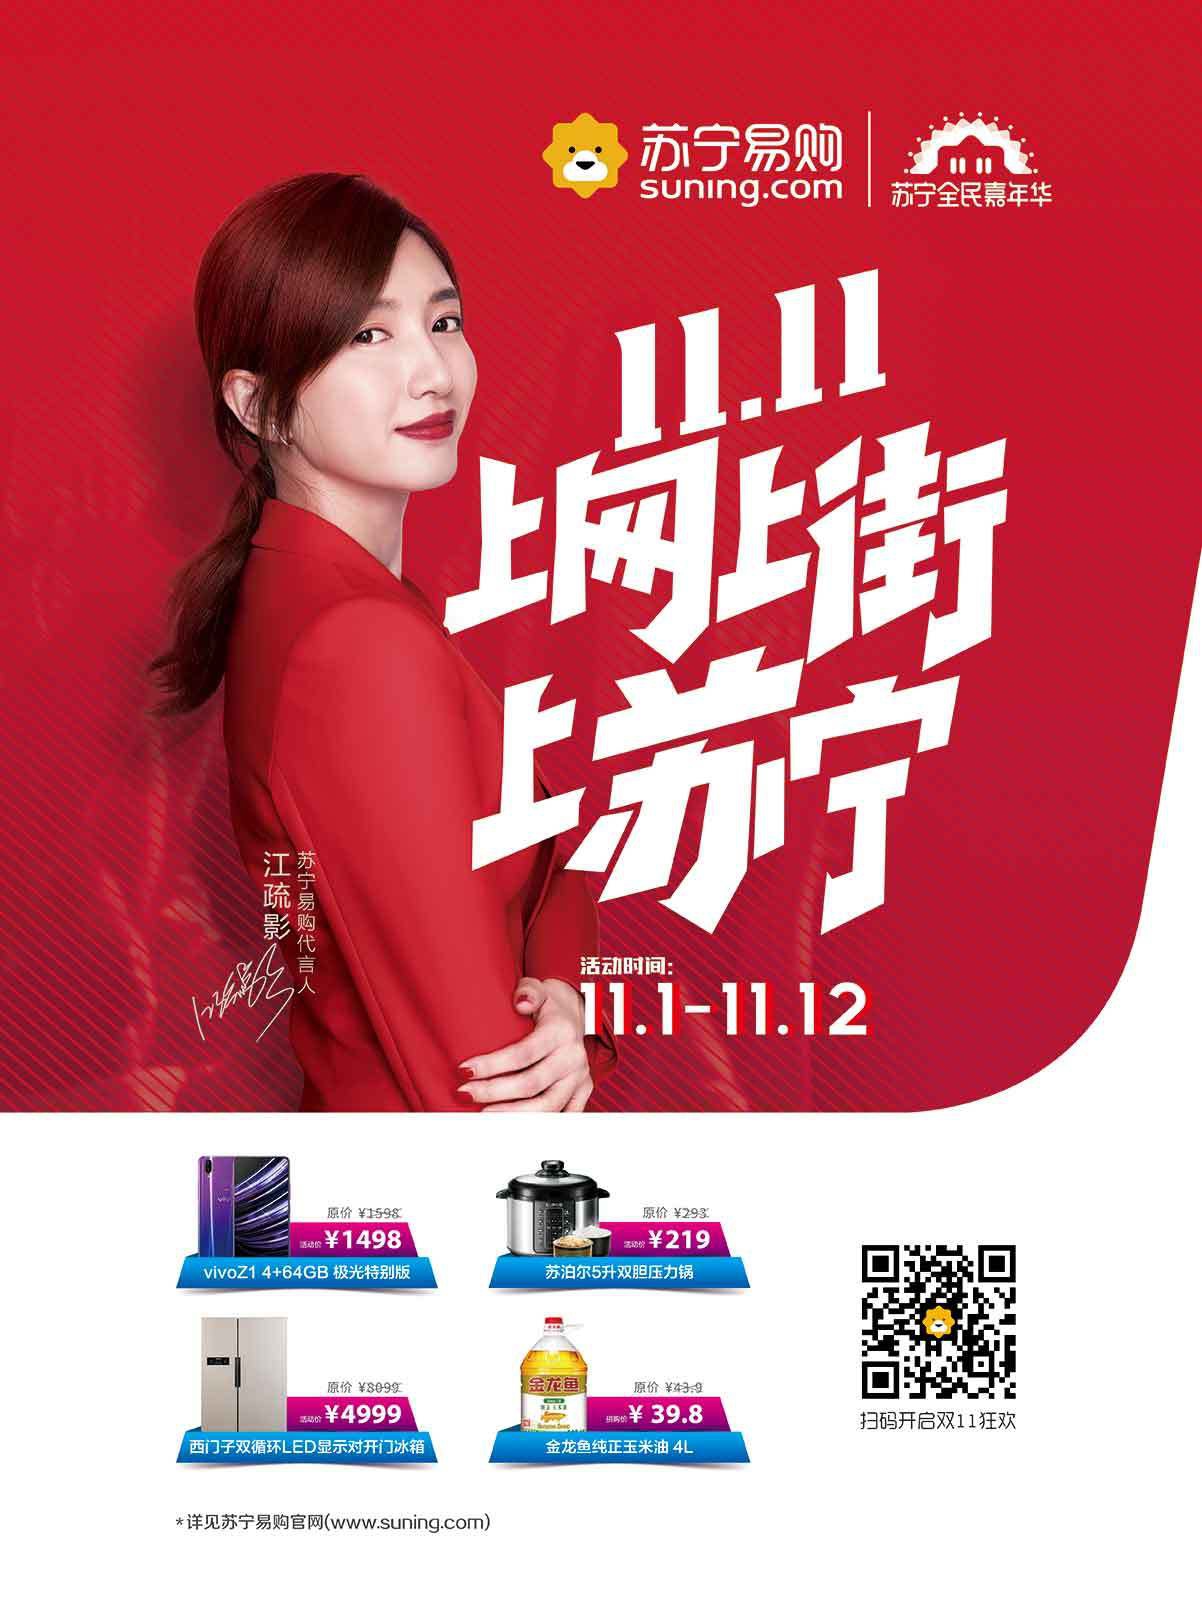 苏宁易购
suning.com
苏宁全民嘉年华
11.11
上网上街
上苏宁
苏宁易购代言人
江疏影
活动时间:
11.1-11.12
原价 ¥1598
活动价 ¥1498
vivoZ1 4+64GB 极光特别版
原价 ¥293
活动价 ¥219
苏泊尔5升双胆压力锅
原价 ¥8099
活动价 ¥4999
西门子双循环LED显示对开门冰箱
金龙鱼
原价 ¥43.9
拼购价 ¥ 39.8
金龙鱼纯正玉米油 4L
扫码开启双11狂欢
*详见苏宁易购官网(www.suning.com)